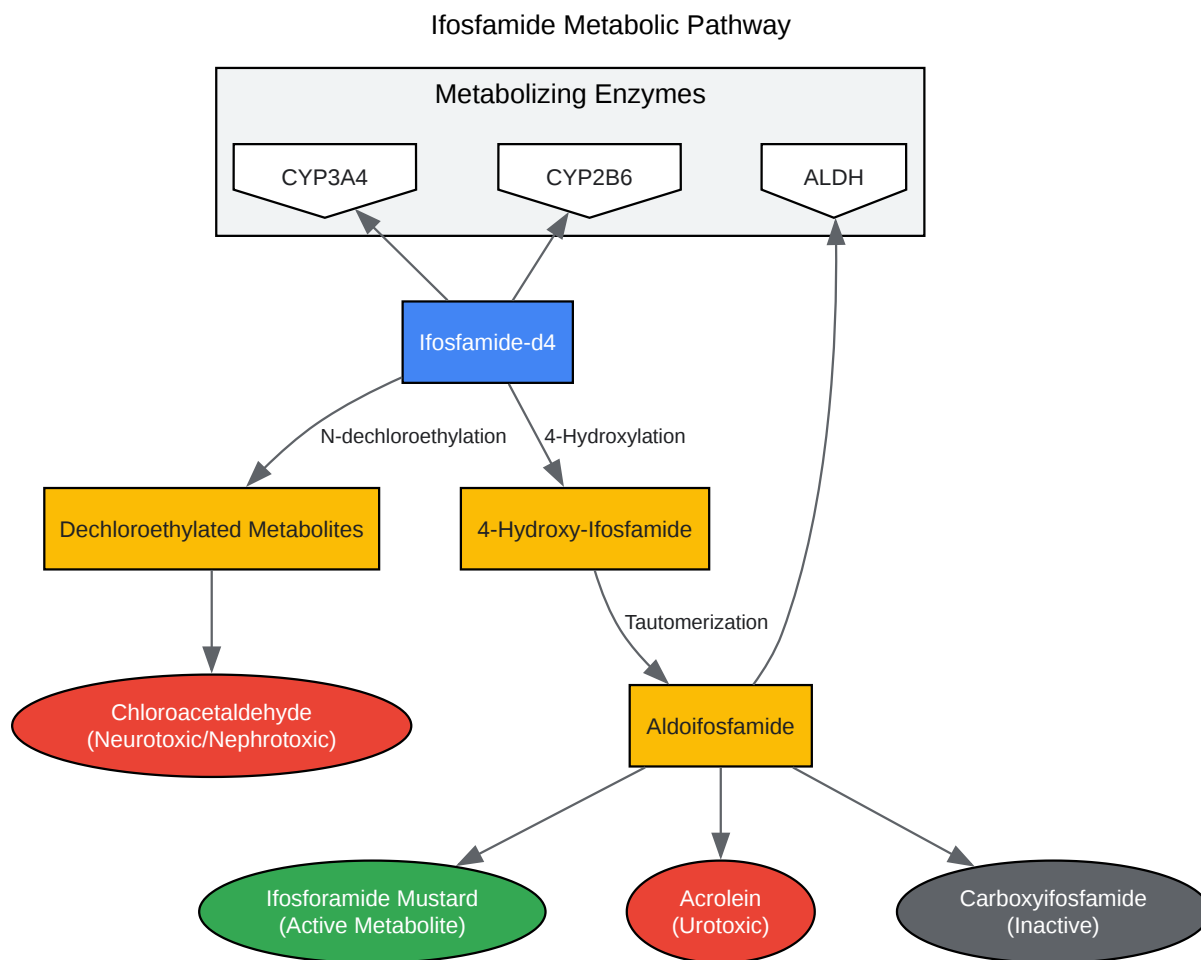 Ifosfamide Metabolic Pathway
Metabolizing Enzymes
CYP3A4
CYP2B6
ALDH
Ifosfamide-d4
N-dechloroethylation
4-Hydroxylation
Dechloroethylated Metabolites
4-Hydroxy-Ifosfamide
Tautomerization
Chloroacetaldehyde
(Neurotoxic/Nephrotoxic)
Aldoifosfamide
Ifosforamide Mustard
(Active Metabolite)
Acrolein
(Urotoxic)
Carboxyifosfamide
(Inactive)